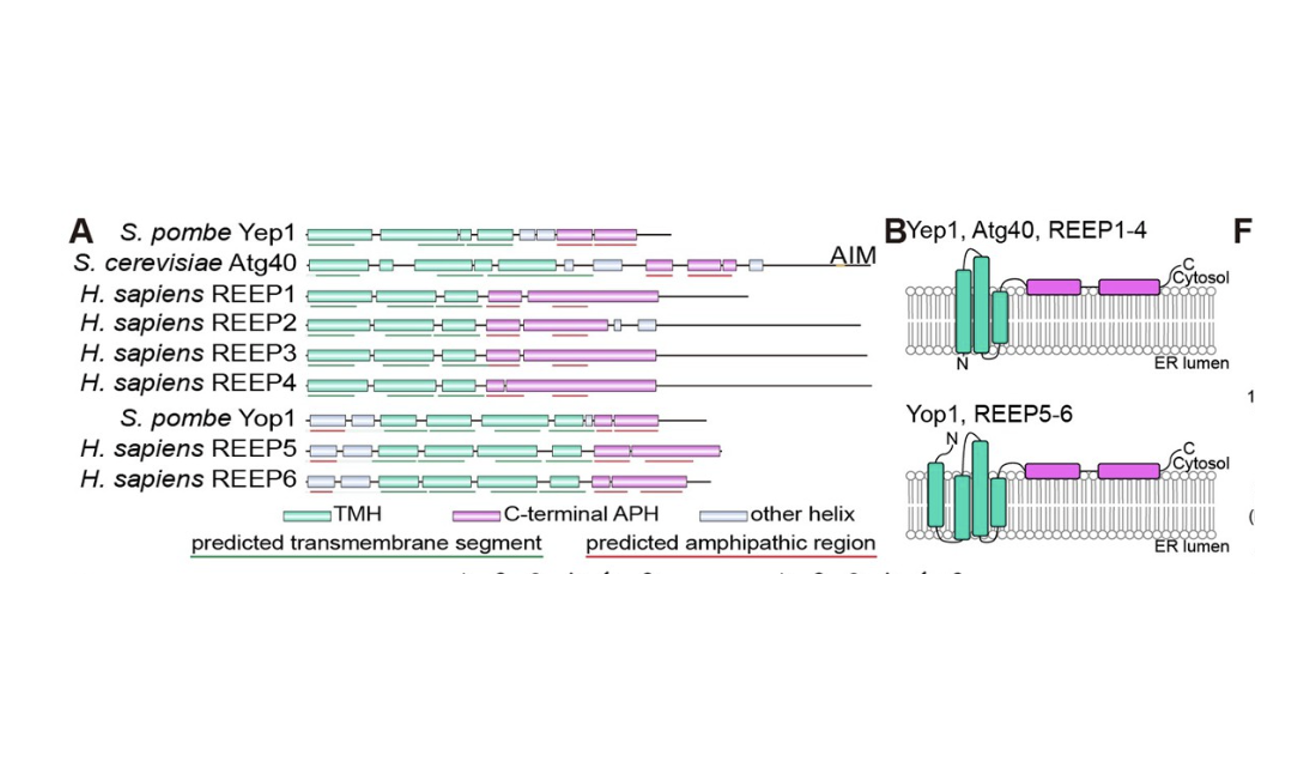 A
S. pombe Yep1
S. cerevisiae Atg40
AIM
H. sapiens REEP1
H. sapiens REEP2
H. sapiens REEP3
H. sapiens REEP4
S. pombe Yop1
H. sapiens REEP5
H. sapiens REEP6
TMH
C-terminal APH
other helix
predicted transmembrane segment
predicted amphipathic region
B
Yep1, Atg40, REEP1-4
C
Cytosol
N
ER lumen
Yop1, REEP5-6
N
C
Cytosol
ER lumen
F
1
(